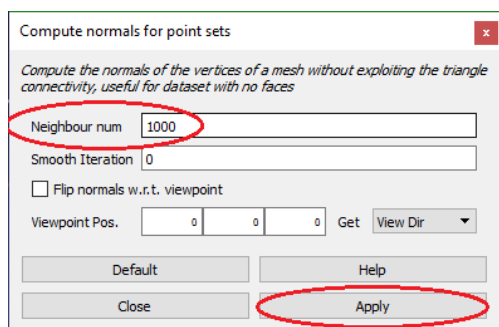 Compute normals for point sets
x
Compute the normals of the vertices of a mesh without exploiting the triangle
connectivity, useful for dataset with no faces
Neighbour num 1000
Smooth Iteration 0
Flip normals w.r.t. viewpoint
Viewpoint Pos. 0 0 0 Get View Dir
Default Help
Close Apply